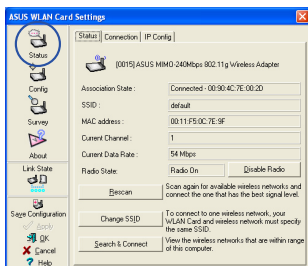 ASUS WLAN Card Settings
Status
Config
Survey
About
Link State
Save Configuration
Apply
OK
Cancel
Help
Status
Connection
IP Config
[0015] ASUS MIMO-240Mbps 802.11g Wireless Adapter
Association State :
Connected - 00:90:4C:7E:00:2D
SSID :
default
MAC address :
00:11:F5:0C:7E:9F
Current Channel :
1
Current Data Rate :
54 Mbps
Radio State:
Radio On
Disable Radio
Rescan
Scan again for available wireless networks and
connect the one that has the best signal level.
Change SSID
To connect to one wireless network, your
WLAN Card and wireless network must specify
the same SSID.
Search & Connect
View the wireless networks that are within range
of this computer.